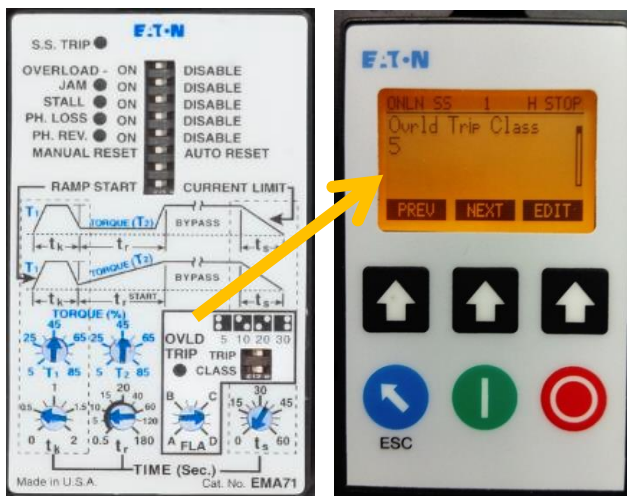 E·T·N
S.S. TRIP
OVERLOAD - ON DISABLE
JAM ON DISABLE
STALL ON DISABLE
PH. LOSS ON DISABLE
PH. REV. ON DISABLE
MANUAL RESET AUTO RESET
RAMP START CURRENT LIMIT
T1 TORQUE (T2) BYPASS
tk tr ts
T1 TORQUE (T2) BYPASS
tk tr START ts
TORQUE (%)
45 45
25 65 25 65
5 T1 85 5 T2 85
OVLD TRIP
5 10 20 30
TRIP CLASS
1
0.5 1.5
0 tk 2
20
15 40
10 60
5 120
0.5 tr 180
B C
A FLA D
30
15 45
0 ts 60
TIME (Sec.)
Made in U.S.A. Cat. No. EMA71
E·T·N
ONLN SS 1 H STOP
Ovrld Trip Class
5
PREV NEXT EDIT
ESC